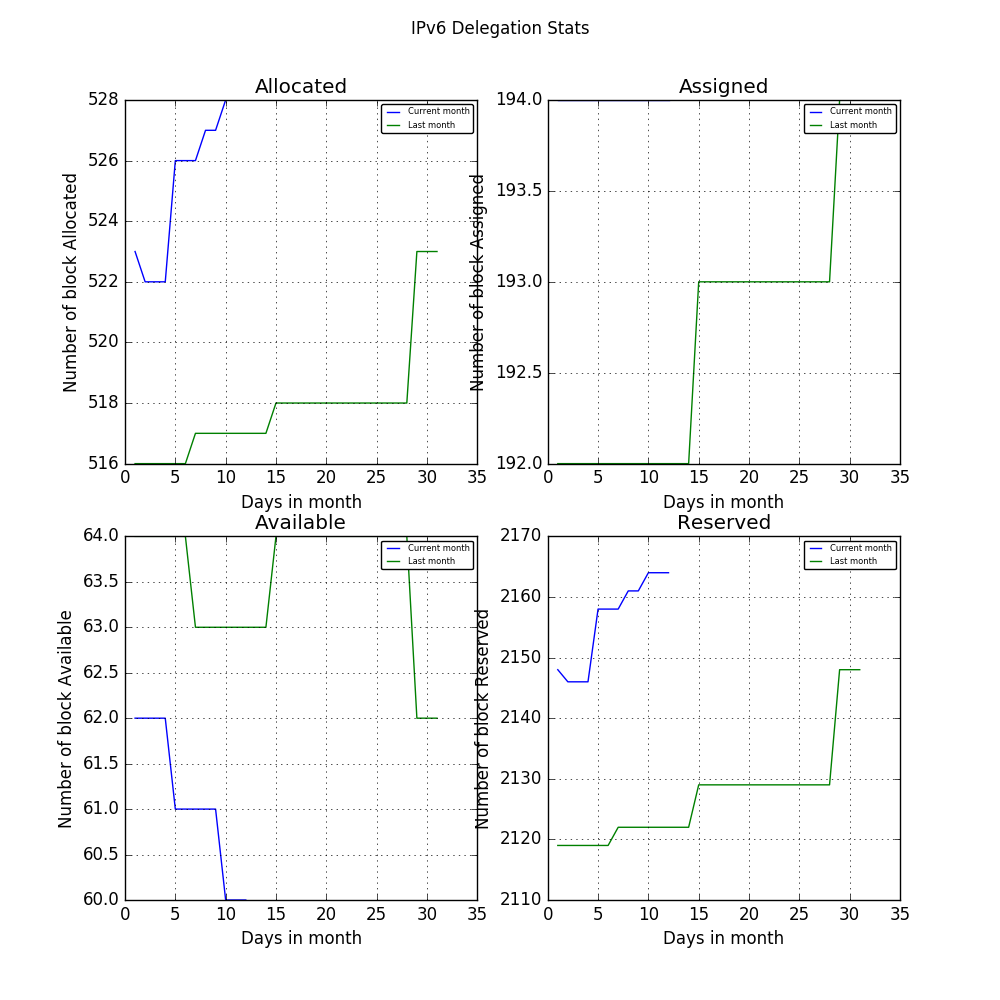 IPv6 Delegation Stats
Allocated
Number of block Allocated
528
526
524
522
520
518
516
0 5 10 15 20 25 30 35
Days in month
Current month
Last month
Assigned
Number of block Assigned
194.0
193.5
193.0
192.5
192.0
0 5 10 15 20 25 30 35
Days in month
Current month
Last month
Available
Number of block Available
64.0
63.5
63.0
62.5
62.0
61.5
61.0
60.5
60.0
0 5 10 15 20 25 30 35
Days in month
Current month
Last month
Reserved
Number of block Reserved
2170
2160
2150
2140
2130
2120
2110
0 5 10 15 20 25 30 35
Days in month
Current month
Last month